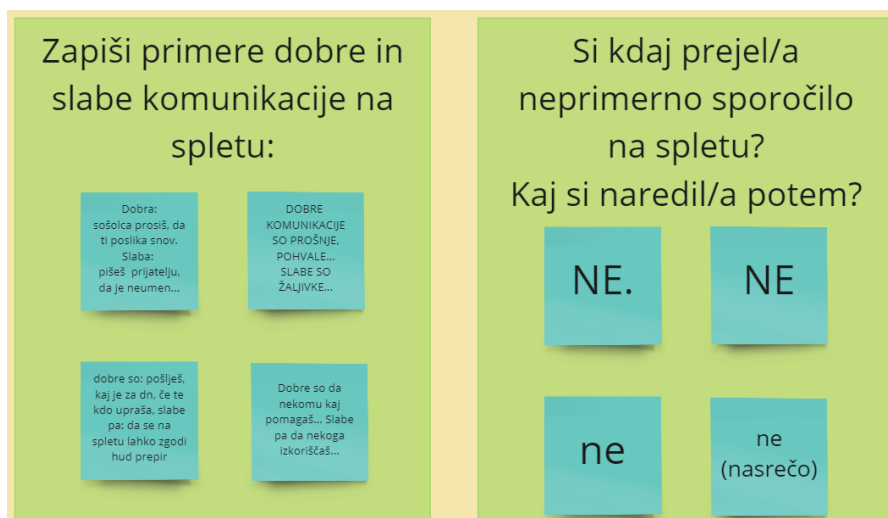 Zapiši primere dobre in
slabe komunikacije na
spletu:
Dobra:
sošolca prosiš, da
ti poslika snov.
Slaba:
pišeš prijatelju,
da je neumen...
DOBRE
KOMUNIKACIJE
SO PROŠNJE,
POHVALE...
SLABE SO
ŽALJIVKE...
dobre so: pošlješ,
kaj je za dn, če te
kdo upraša, slabe
pa: da se na
spletu lahko zgodi
hud prepir
Dobre so da
nekomu kaj
pomagaš... Slabe
pa da nekoga
izkoriščaš...
Si kdaj prejel/a
neprimerno sporočilo
na spletu?
Kaj si naredil/a potem?
NE.
NE
ne
ne
(nasrečo)